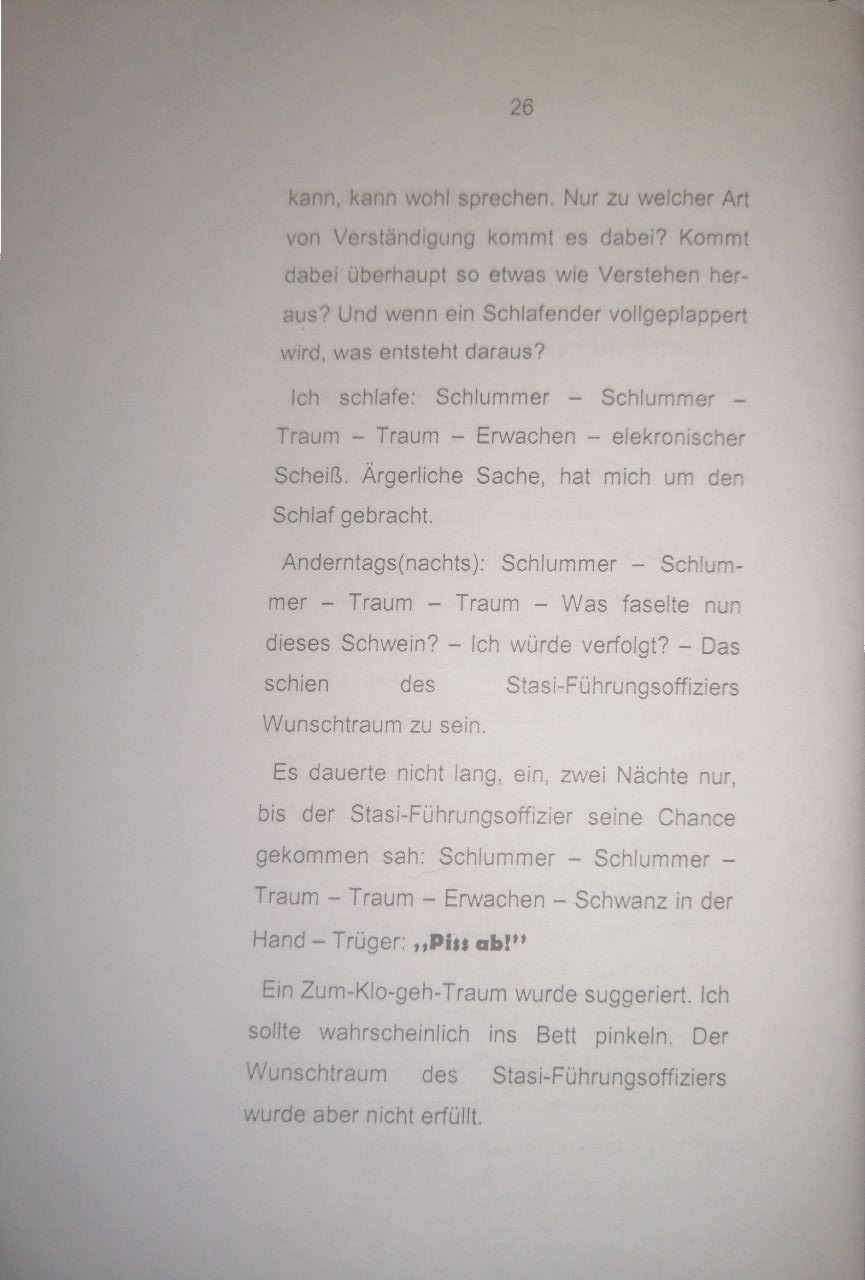 26
kann, kann wohl sprechen. Nur zu welcher Art
von Verständigung kommt es dabei? Kommt
dabei überhaupt so etwas wie Verstehen her-
aus? Und wenn ein Schlafender vollgeplappert
wird, was entsteht daraus?
Ich schlafe: Schlummer – Schlummer –
Traum – Traum – Erwachen – elekronischer
Scheiß. Ärgerliche Sache, hat mich um den
Schlaf gebracht.
Anderntags(nachts): Schlummer – Schlum-
mer – Traum – Traum – Was faselte nun
dieses Schwein? – Ich würde verfolgt? – Das
schien des Stasi-Führungsoffiziers
Wunschtraum zu sein.
Es dauerte nicht lang, ein, zwei Nächte nur,
bis der Stasi-Führungsoffizier seine Chance
gekommen sah: Schlummer – Schlummer –
Traum – Traum – Erwachen – Schwanz in der
Hand – Trüger: „Piss ab!”
Ein Zum-Klo-geh-Traum wurde suggeriert. Ich
sollte wahrscheinlich ins Bett pinkeln. Der
Wunschtraum des Stasi-Führungsoffiziers
wurde aber nicht erfüllt.